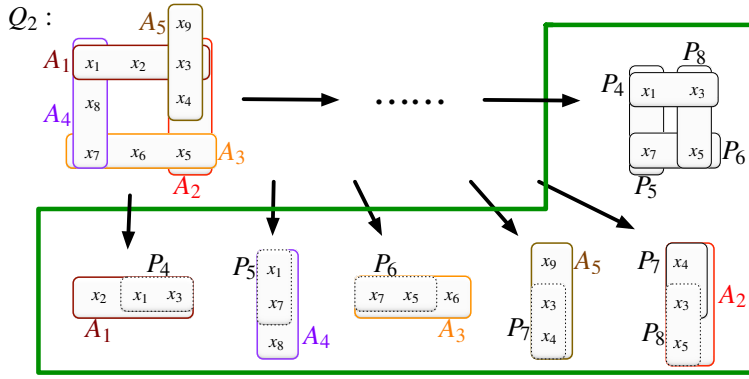 Q₂ :
A₅ x₉
A₁ x₁ x₂ x₃
x₈ x₄
A₄
x₇ x₆ x₅ A₃
A₂
......
P₈
P₄ x₁ x₃
x₇ x₅ P₆
P₅
P₄
x₂ x₁ x₃
A₁
P₅ x₁
x₇
x₈ A₄
P₆
x₇ x₅ x₆
A₃
x₉ A₅
x₃
P₇ x₄
P₇ x₄
x₃ A₂
P₈ x₅